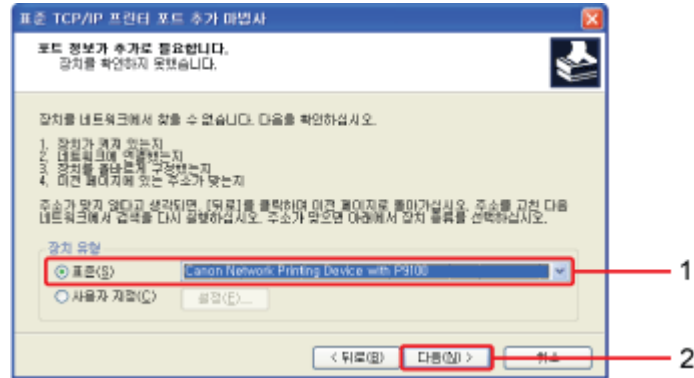 표준 TCP/IP 프린터 포트 추가 마법사
포트 정보가 추가로 필요합니다.
장치를 확인하지 못했습니다.
장치를 네트워크에서 찾을 수 없습니다. 다음을 확인하십시오.
1. 장치가 켜져 있는지
2. 네트워크에 연결됐는지
3. 장치를 올바르게 구성했는지
4. 이전 페이지에 있는 주소가 맞는지
주소가 맞지 않다고 생각되면, [뒤로]를 클릭하여 이전 페이지로 돌아가십시오. 주소를 고친 다음
네트워크에서 검색을 다시 실행하십시오. 주소가 맞으면 아래에서 장치 종류를 선택하십시오.
장치 유형
표준(S) Canon Network Printing Device with P9100 1
사용자 지정(C) 설정(E)...
< 뒤로(B) 다음(N) > 취소 2